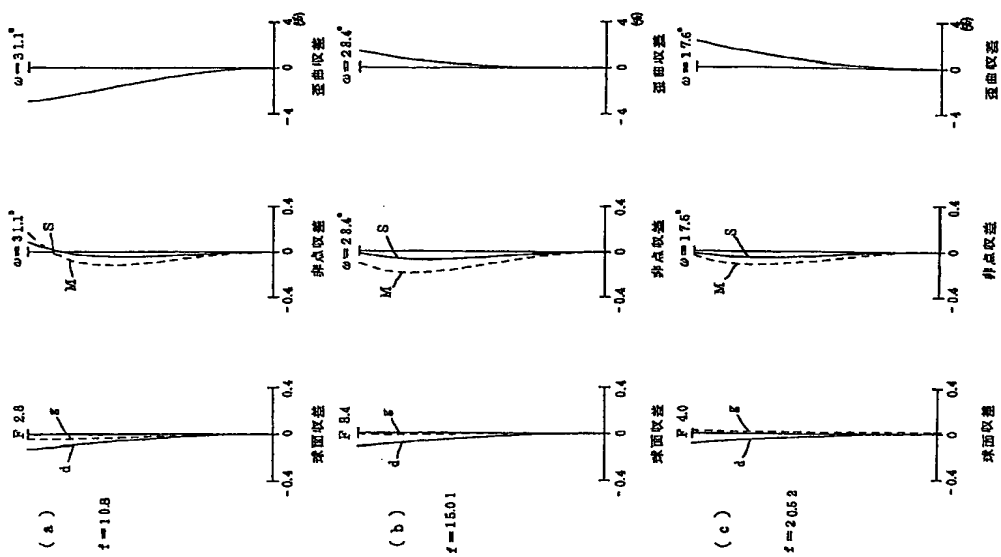 (a)
f=10.8
F 2.8
g
d
-0.4 0 0.4
球面収差
ω=31.1°
S
M
-0.4 0 0.4
非点収差
ω=31.1°
-4 0 4
(%)
歪曲収差
(b)
f=15.01
F 3.4
g
d
-0.4 0 0.4
球面収差
ω=23.4°
S
M
-0.4 0 0.4
非点収差
ω=23.4°
-4 0 4
(%)
歪曲収差
(c)
f=20.52
F 4.0
g
d
-0.4 0 0.4
球面収差
ω=17.6°
S
M
-0.4 0 0.4
非点収差
ω=17.6°
-4 0 4
(%)
歪曲収差